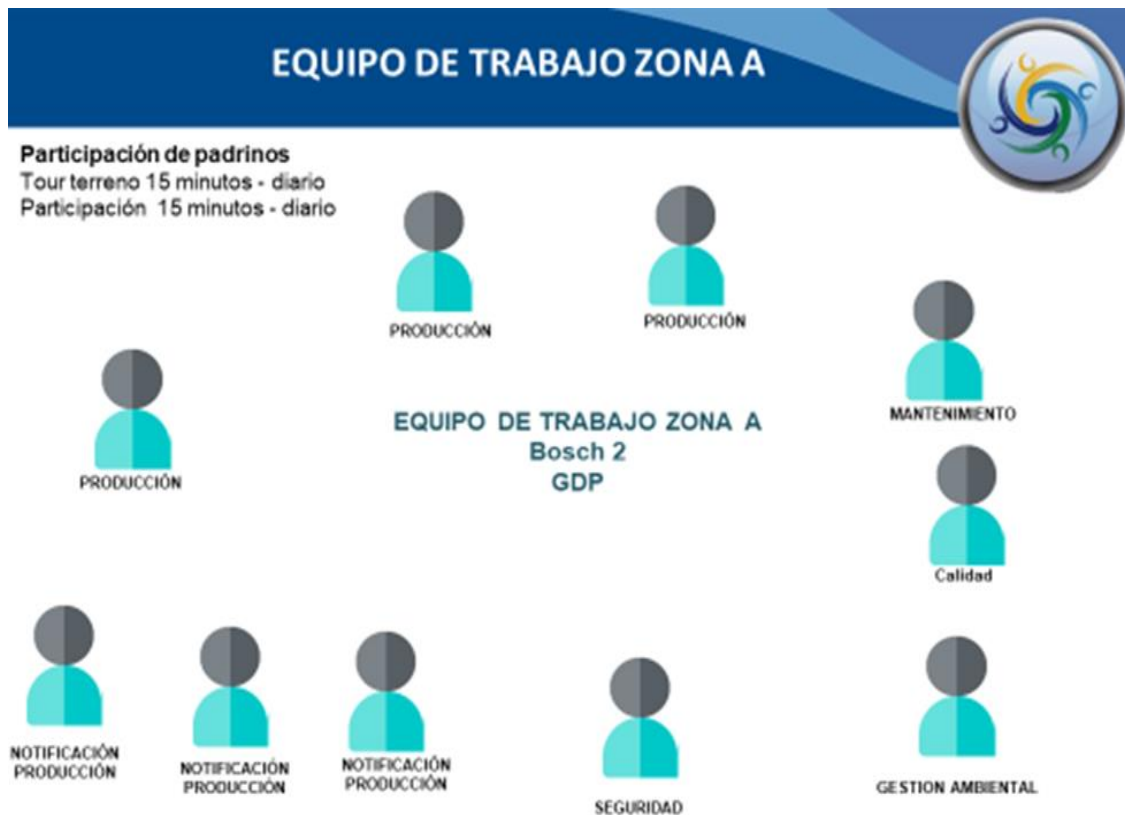 EQUIPO DE TRABAJO ZONA A
Participación de padrinos
Tour terreno 15 minutos - diario
Participación 15 minutos - diario
PRODUCCIÓN
PRODUCCIÓN
MANTENIMIENTO
PRODUCCIÓN
EQUIPO DE TRABAJO ZONA A
Bosch 2
GDP
Calidad
NOTIFICACIÓN
PRODUCCIÓN
NOTIFICACIÓN
PRODUCCIÓN
NOTIFICACIÓN
PRODUCCIÓN
SEGURIDAD
GESTION AMBIENTAL